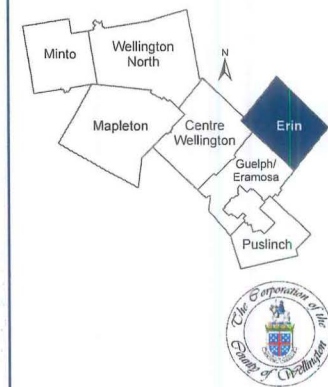 Minto
Wellington
North
N
Mapleton
Centre
Wellington
Erin
Guelph/
Eramosa
Puslinch
The Corporation of the
County of Wellington